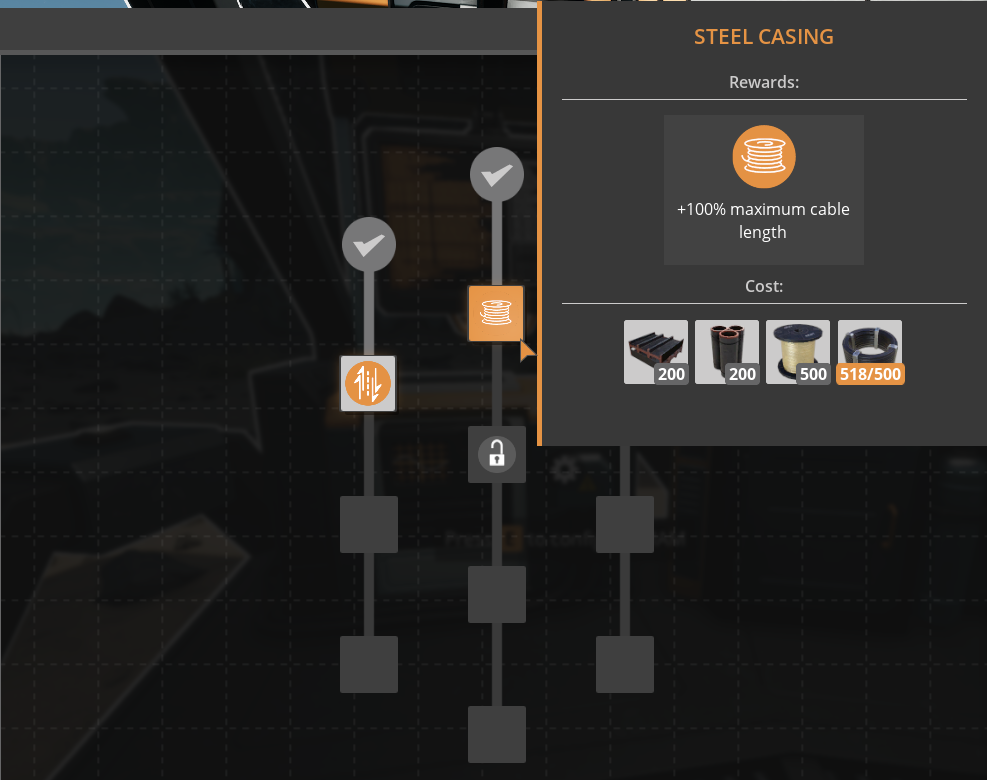 STEEL CASING
Rewards:
+100% maximum cable
length
Cost:
200
200
500
518/500